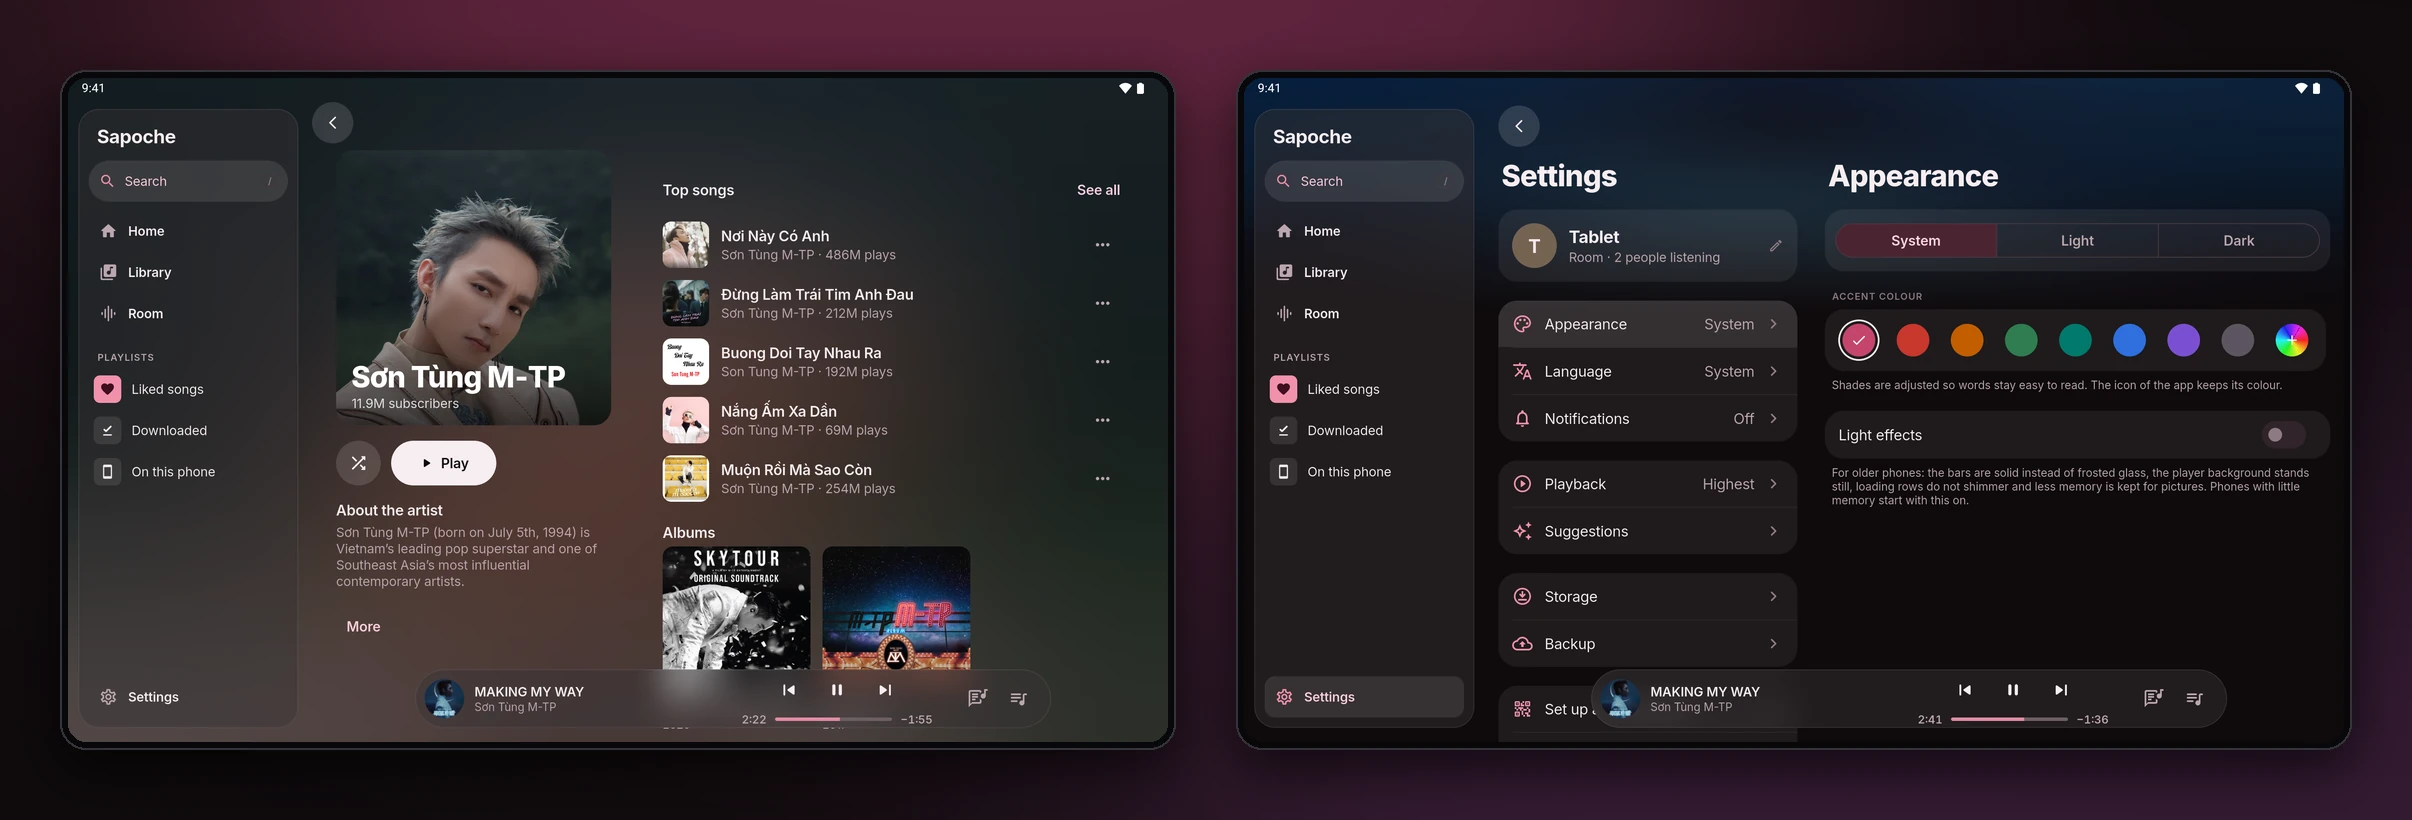 9:41
Sapoche
Search /
Home
Library
Room
PLAYLISTS
Liked songs
Downloaded
On this phone
Settings
Sơn Tùng M-TP
11.9M subscribers
Play
About the artist
Sơn Tùng M-TP (born on July 5th, 1994) is
Vietnam's leading pop superstar and one of
Southeast Asia's most influential
contemporary artists.
More
Top songs See all
Nơi Này Có Anh
Sơn Tùng M-TP · 486M plays
Đừng Làm Trái Tim Anh Đau
Sơn Tùng M-TP · 212M plays
Buong Doi Tay Nhau Ra
Son Tung M-TP · 192M plays
Nắng Ấm Xa Dần
Sơn Tùng M-TP · 69M plays
Muộn Rồi Mà Sao Còn
Sơn Tùng M-TP · 254M plays
Albums
SKYTOUR
ORIGINAL SOUNDTRACK
M-TP M-TP
MAKING MY WAY
Sơn Tùng M-TP
2:22 −1:55
9:41
Sapoche
Search /
Home
Library
Room
PLAYLISTS
Liked songs
Downloaded
On this phone
Settings
Settings
T
Tablet
Room · 2 people listening
Appearance System
Language System
Notifications Off
Playback Highest
Suggestions
Storage
Backup
Set up
Appearance
System Light Dark
ACCENT COLOUR
Shades are adjusted so words stay easy to read. The icon of the app keeps its colour.
Light effects
For older phones: the bars are solid instead of frosted glass, the player background stands
still, loading rows do not shimmer and less memory is kept for pictures. Phones with little
memory start with this on.
MAKING MY WAY
Sơn Tùng M-TP
2:41 −1:36